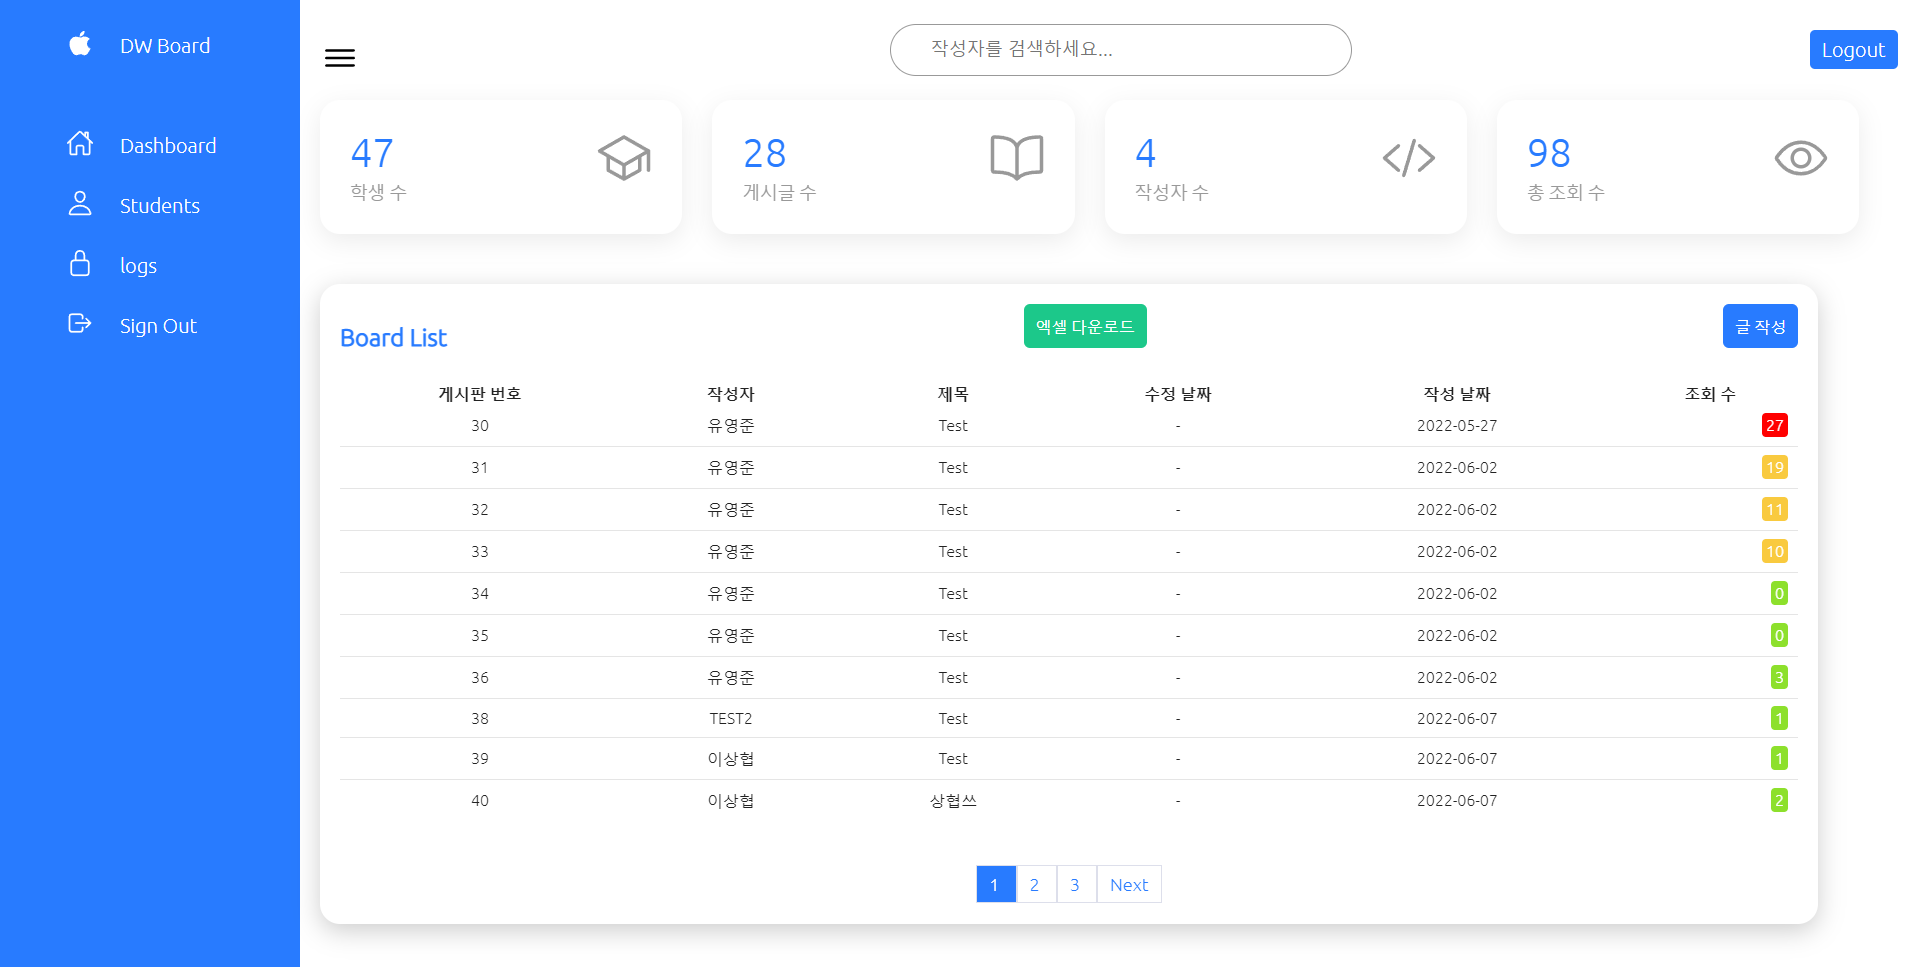 DW Board
Dashboard
Students
logs
Sign Out
작성자를 검색하세요...
Logout
47
학생 수
28
게시글 수
4
작성자 수
98
총 조회 수
Board List
엑셀 다운로드
글 작성
게시판 번호 작성자 제목 수정 날짜 작성 날짜 조회 수
30 유영준 Test - 2022-05-27 27
31 유영준 Test - 2022-06-02 19
32 유영준 Test - 2022-06-02 11
33 유영준 Test - 2022-06-02 10
34 유영준 Test - 2022-06-02 0
35 유영준 Test - 2022-06-02 0
36 유영준 Test - 2022-06-02 3
38 TEST2 Test - 2022-06-07 1
39 이상협 Test - 2022-06-07 1
40 이상협 상협쓰 - 2022-06-07 2
1 2 3 Next